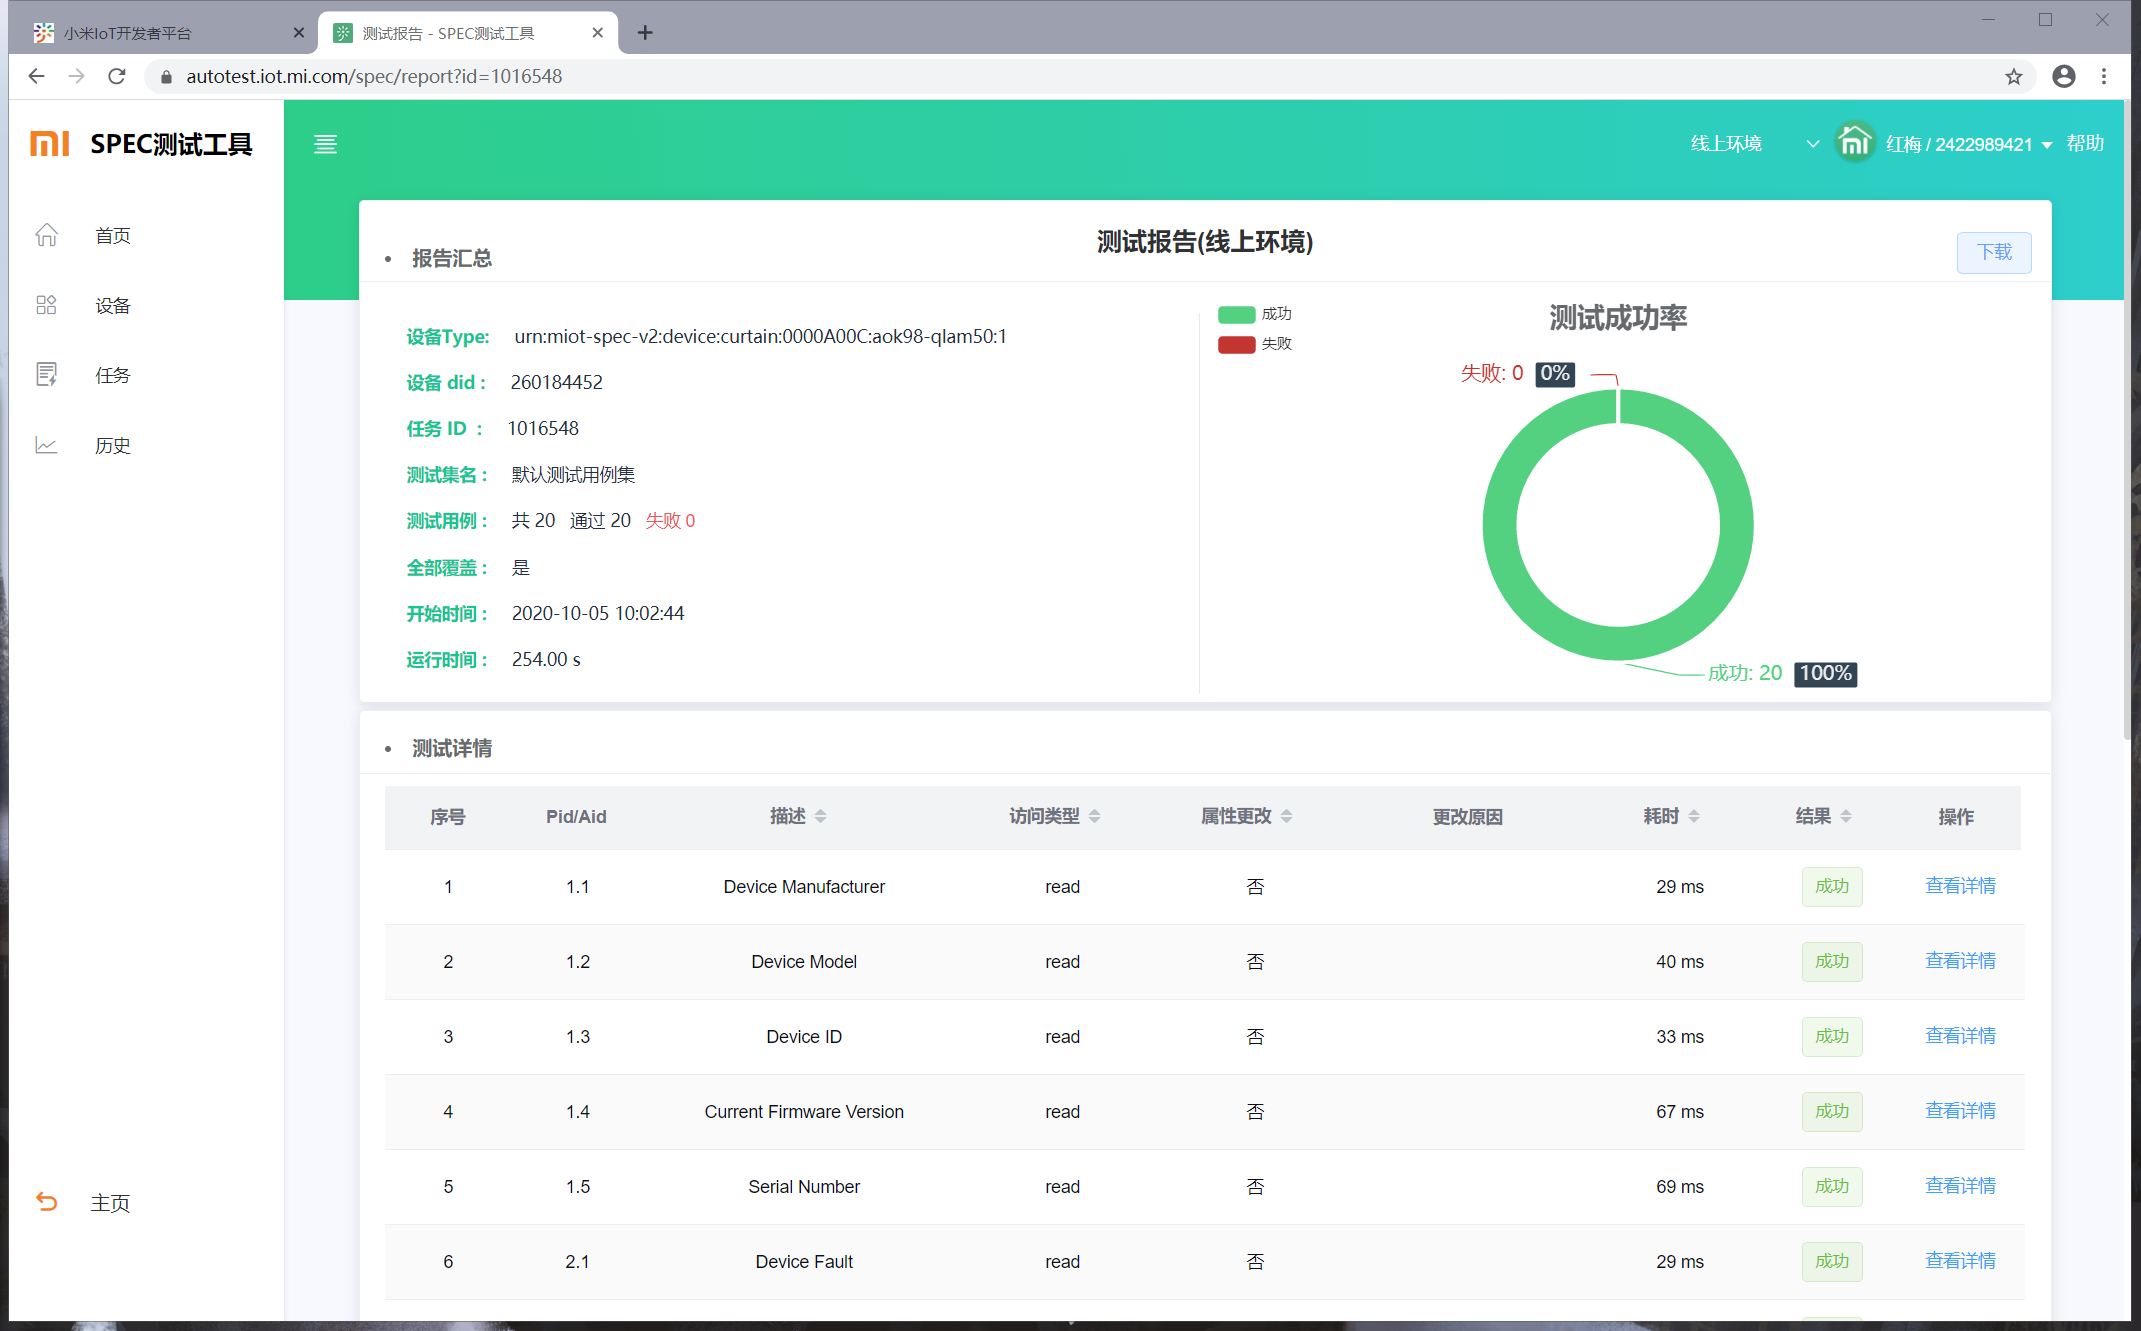 小米IoT开发者平台
测试报告 - SPEC测试工具
autotest.iot.mi.com/spec/report?id=1016548
SPEC测试工具
线上环境
红梅 / 2422989421
帮助
首页
设备
任务
历史
主页
测试报告(线上环境)
报告汇总
下载
设备Type: urn:miot-spec-v2:device:curtain:0000A00C:aok98-qlam50:1
设备 did : 260184452
任务 ID : 1016548
测试集名 : 默认测试用例集
测试用例 : 共 20 通过 20 失败 0
全部覆盖 : 是
开始时间 : 2020-10-05 10:02:44
运行时间 : 254.00 s
成功
失败
测试成功率
失败: 0 0%
成功: 20 100%
测试详情
序号 Pid/Aid 描述 访问类型 属性更改 更改原因 耗时 结果 操作
1 1.1 Device Manufacturer read 否 29 ms 成功 查看详情
2 1.2 Device Model read 否 40 ms 成功 查看详情
3 1.3 Device ID read 否 33 ms 成功 查看详情
4 1.4 Current Firmware Version read 否 67 ms 成功 查看详情
5 1.5 Serial Number read 否 69 ms 成功 查看详情
6 2.1 Device Fault read 否 29 ms 成功 查看详情